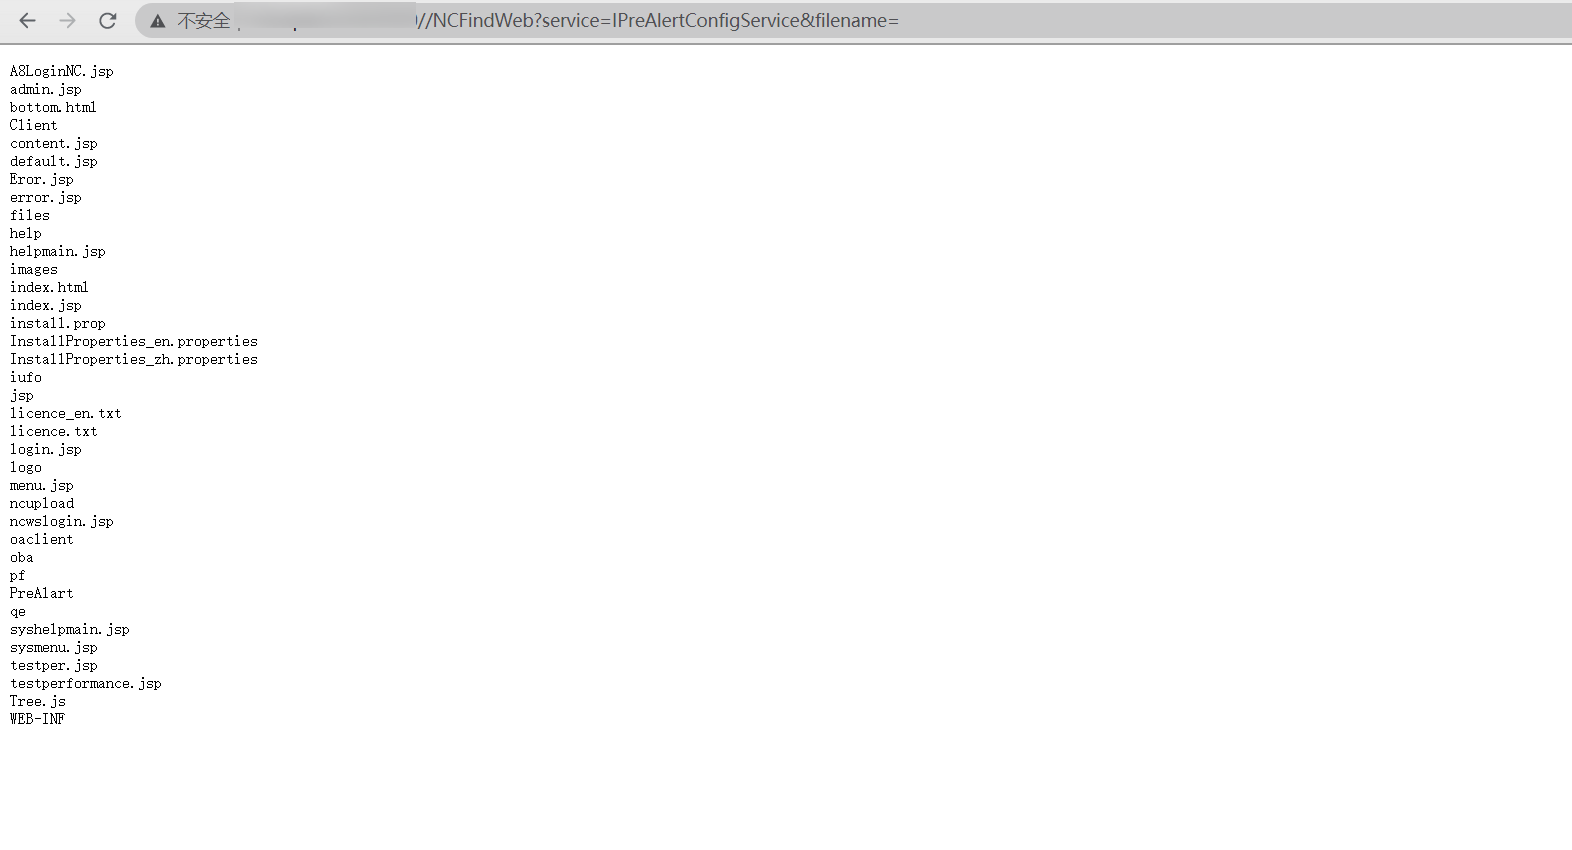 不安全 //NCFindWeb?service=IPreAlertConfigService&filename=
A8LoginNC.jsp
admin.jsp
bottom.html
Client
content.jsp
default.jsp
Eror.jsp
error.jsp
files
help
helpmain.jsp
images
index.html
index.jsp
install.prop
InstallProperties_en.properties
InstallProperties_zh.properties
iufo
jsp
licence_en.txt
licence.txt
login.jsp
logo
menu.jsp
ncupload
ncwslogin.jsp
oaclient
oba
pf
PreAlart
qe
syshelpmain.jsp
sysmenu.jsp
testper.jsp
testperformance.jsp
Tree.js
WEB-INF